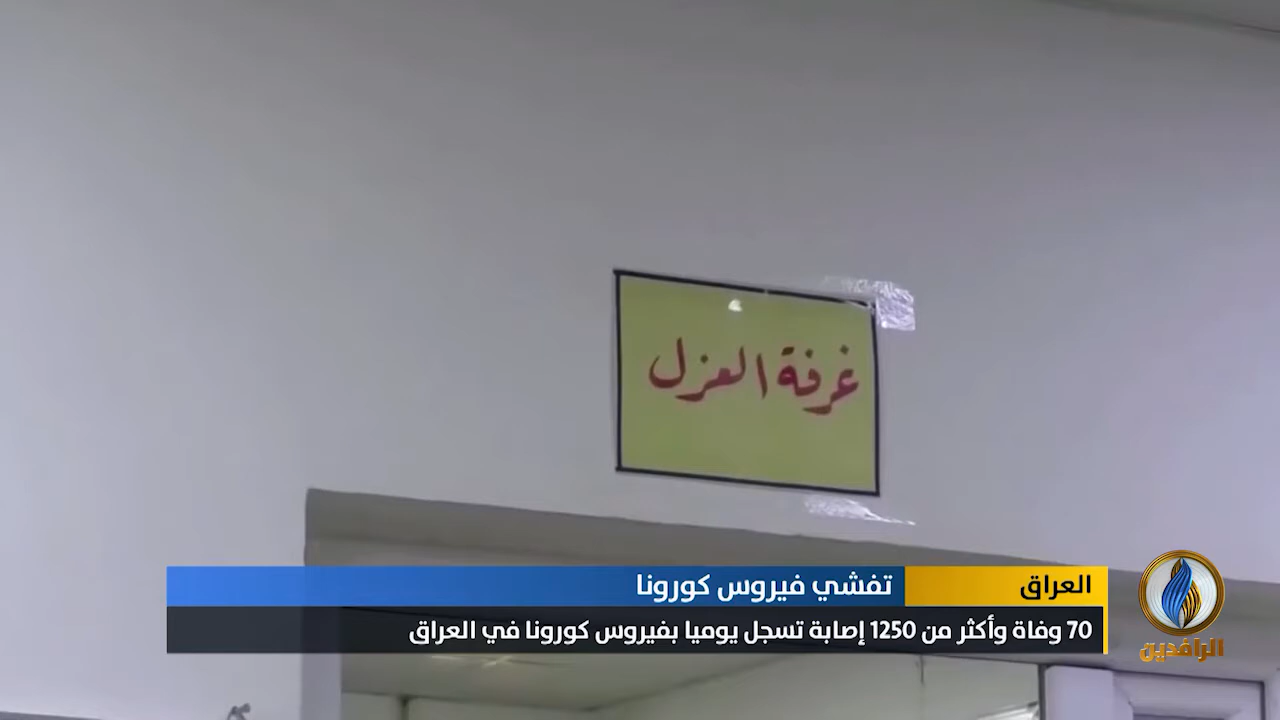 غرفة العزل
العراق
تفشي فيروس كورونا
70 وفاة وأكثر من 1250 إصابة تسجل يوميا بفيروس كورونا في العراق
الرافدين